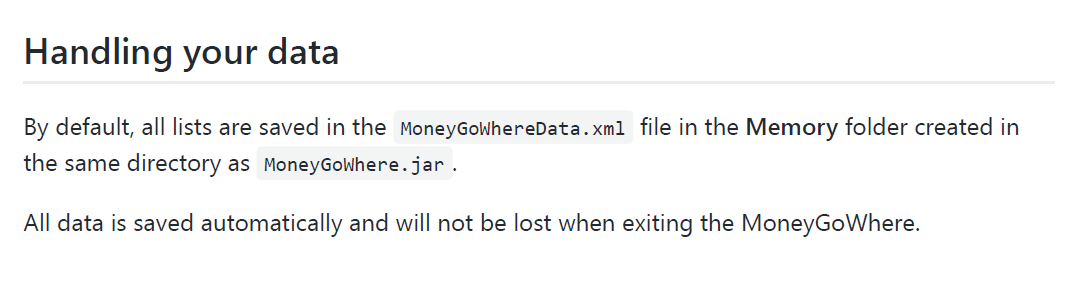 Handling your data
By default, all lists are saved in the MoneyGoWhereData.xml file in the Memory folder created in
the same directory as MoneyGoWhere.jar.
All data is saved automatically and will not be lost when exiting the MoneyGoWhere.